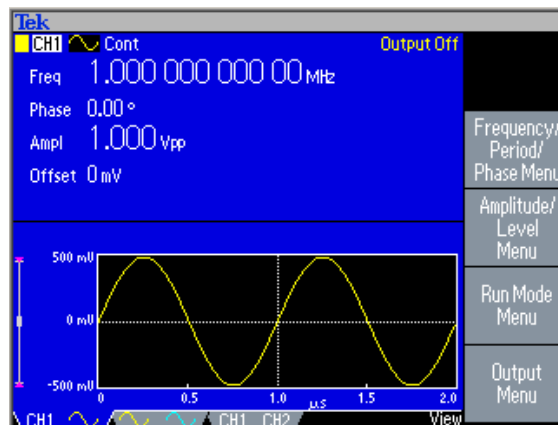 Tek
CH1 Cont Output Off
Freq 1.000 000 000 00 MHz
Phase 0.00 °
Ampl 1.000 Vpp
Offset 0 mV
Frequency/
Period/
Phase Menu
Amplitude/
Level
Menu
Run Mode
Menu
Output
Menu
500 mV
0 mV
-500 mV
0 0.5 1.0 µs 1.5 2.0
CH1 CH1 CH2 View